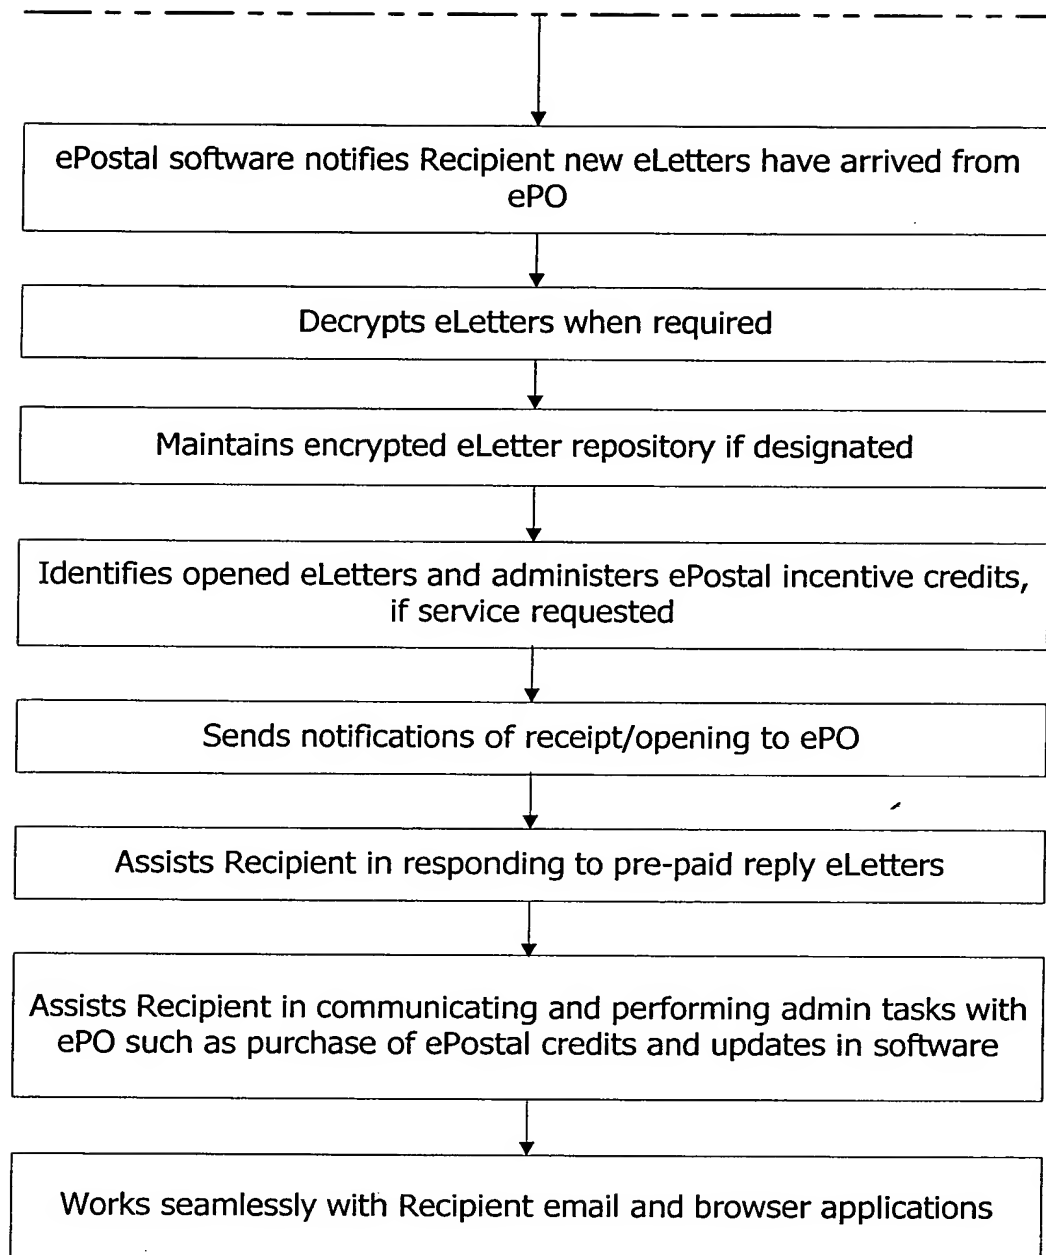 ePostal software notifies Recipient new eLetters have arrived from
ePO
Decrypts eLetters when required
Maintains encrypted eLetter repository if designated
Identifies opened eLetters and administers ePostal incentive credits,
if service requested
Sends notifications of receipt/opening to ePO
Assists Recipient in responding to pre-paid reply eLetters
Assists Recipient in communicating and performing admin tasks with
ePO such as purchase of ePostal credits and updates in software
Works seamlessly with Recipient email and browser applications